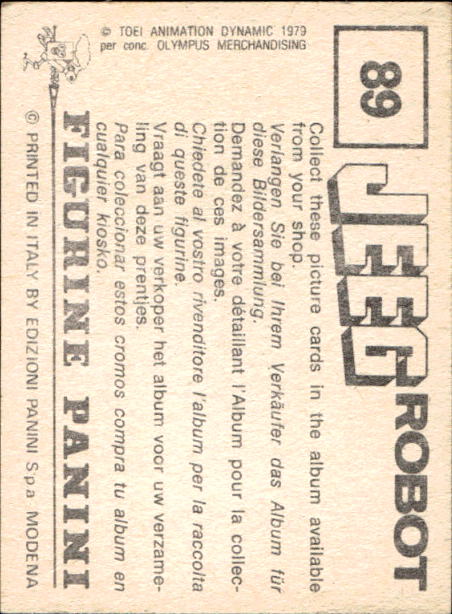 89
JEEG ROBOT
© TOEI ANIMATION DYNAMIC 1979
per conc. OLYMPUS MERCHANDISING
Collect these picture cards in the album available
from your shop.
Verlangen Sie bei Ihrem Verkäufer das Album für
diese Bildersammlung.
Demandez à votre détaillant l'Album pour la collec-
tion de ces images.
Chiedete al vostro rivenditore l'album per la raccolta
di queste figurine.
Vraagt aan uw verkoper het album voor uw verzame-
ling van deze prentjes.
Para coleccionar estos cromos compra tu album en
cualquier kiosko.
FIGURINE PANINI
© PRINTED IN ITALY BY EDIZIONI PANINI S.p.a. MODENA